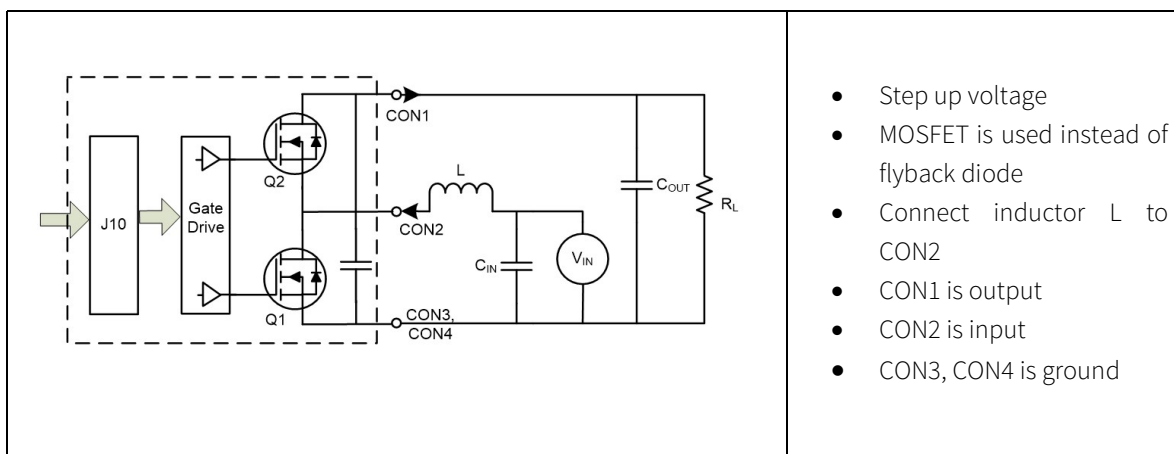 CON1
Q2
L
COUT
RL
J10
Gate
Drive
CON2
CIN
VIN
Q1
CON3,
CON4
• Step up voltage
• MOSFET is used instead of
flyback diode
• Connect inductor L to
CON2
• CON1 is output
• CON2 is input
• CON3, CON4 is ground